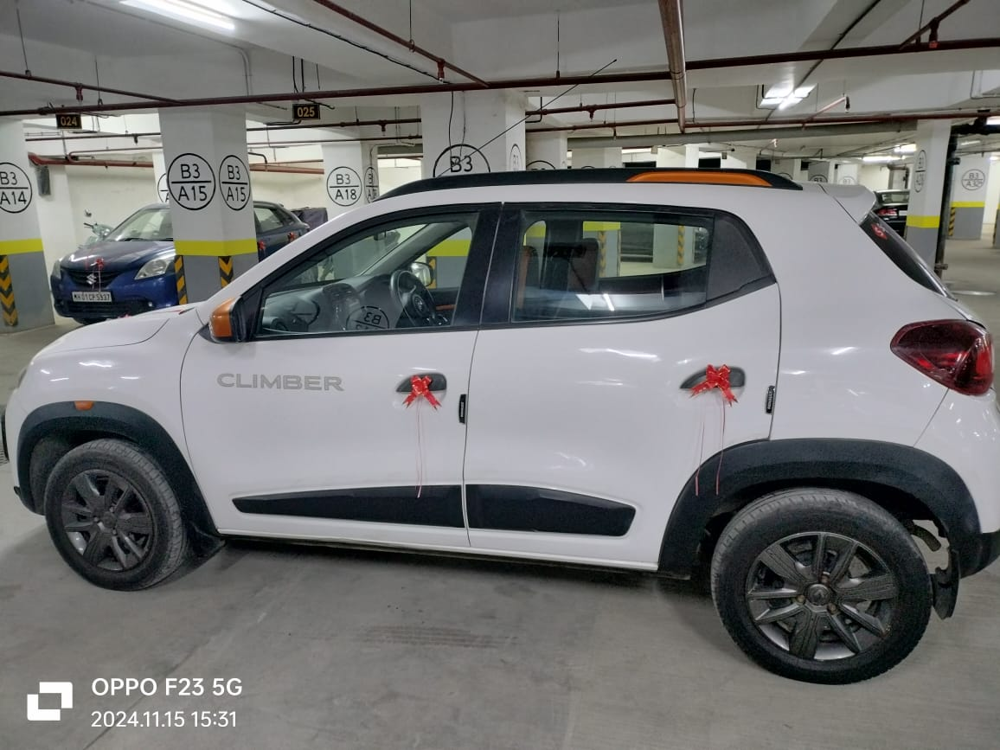 024
025
B3
A14
B3
A15
B3
A15
B3
A18
B3
MH01CP5937
CLIMBER
OPPO F23 5G
2024.11.15 15:31